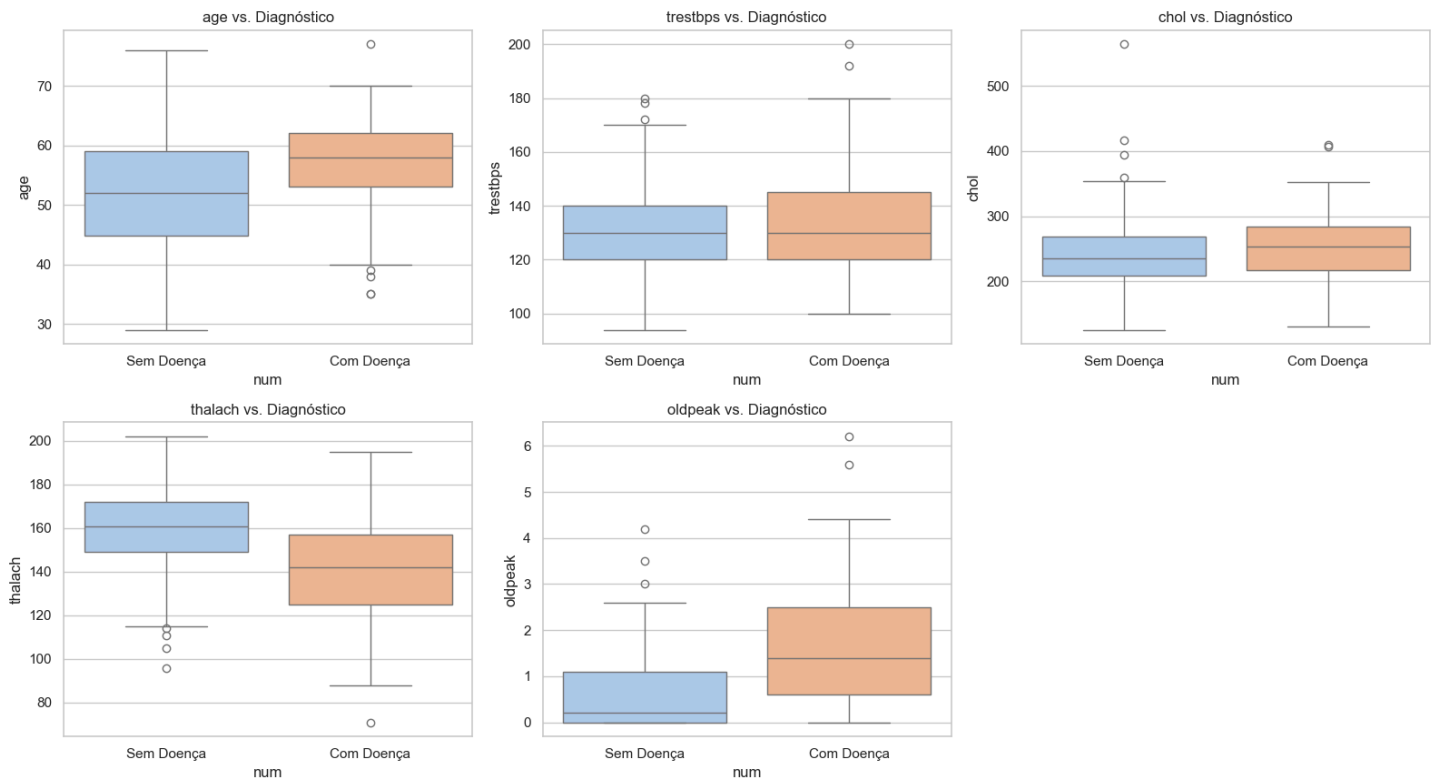 age vs. Diagnóstico
age
70
60
50
40
30
Sem Doença
Com Doença
num
trestbps vs. Diagnóstico
trestbps
200
180
160
140
120
100
Sem Doença
Com Doença
num
chol vs. Diagnóstico
chol
500
400
300
200
Sem Doença
Com Doença
num
thalach vs. Diagnóstico
thalach
200
180
160
140
120
100
80
Sem Doença
Com Doença
num
oldpeak vs. Diagnóstico
oldpeak
6
5
4
3
2
1
0
Sem Doença
Com Doença
num